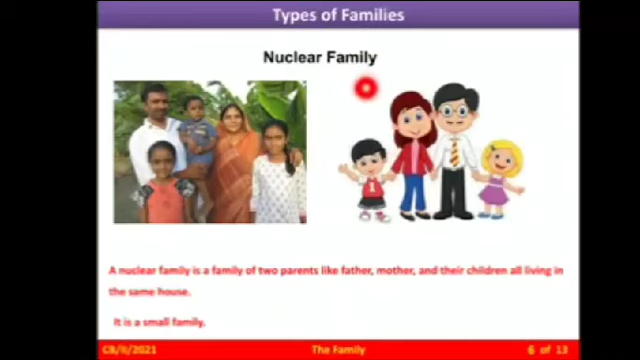 Types of Families
Nuclear Family
A nuclear family is a family of two parents like father, mother, and their children all living in
the same house.
It is a small family.
CB/II/2021 The Family 6 of 13